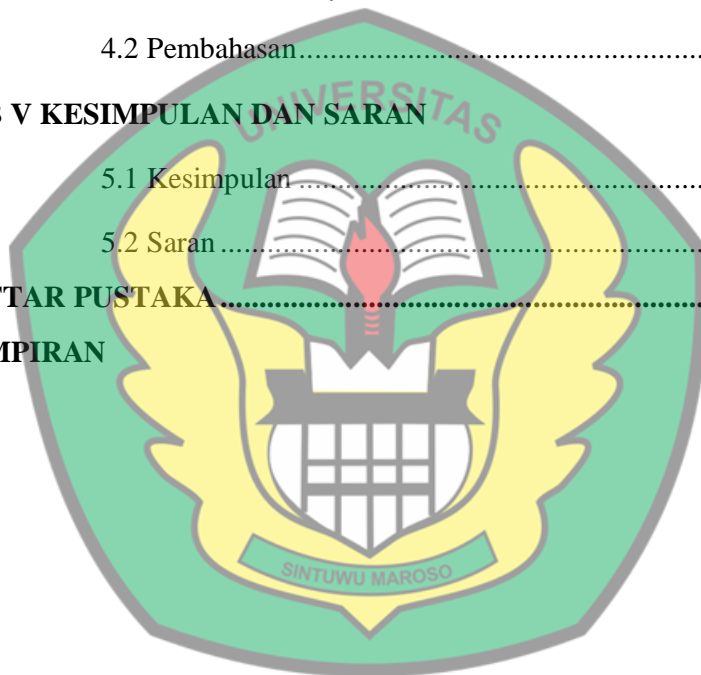 4.2 Pembahasan......................................................
UNIVERSITAS
V KESIMPULAN DAN SARAN
5.1 Kesimpulan ......................................................
5.2 Saran ......................................................
TAR PUSTAKA......................................................
MPIRAN
SINTUWU MAROSO